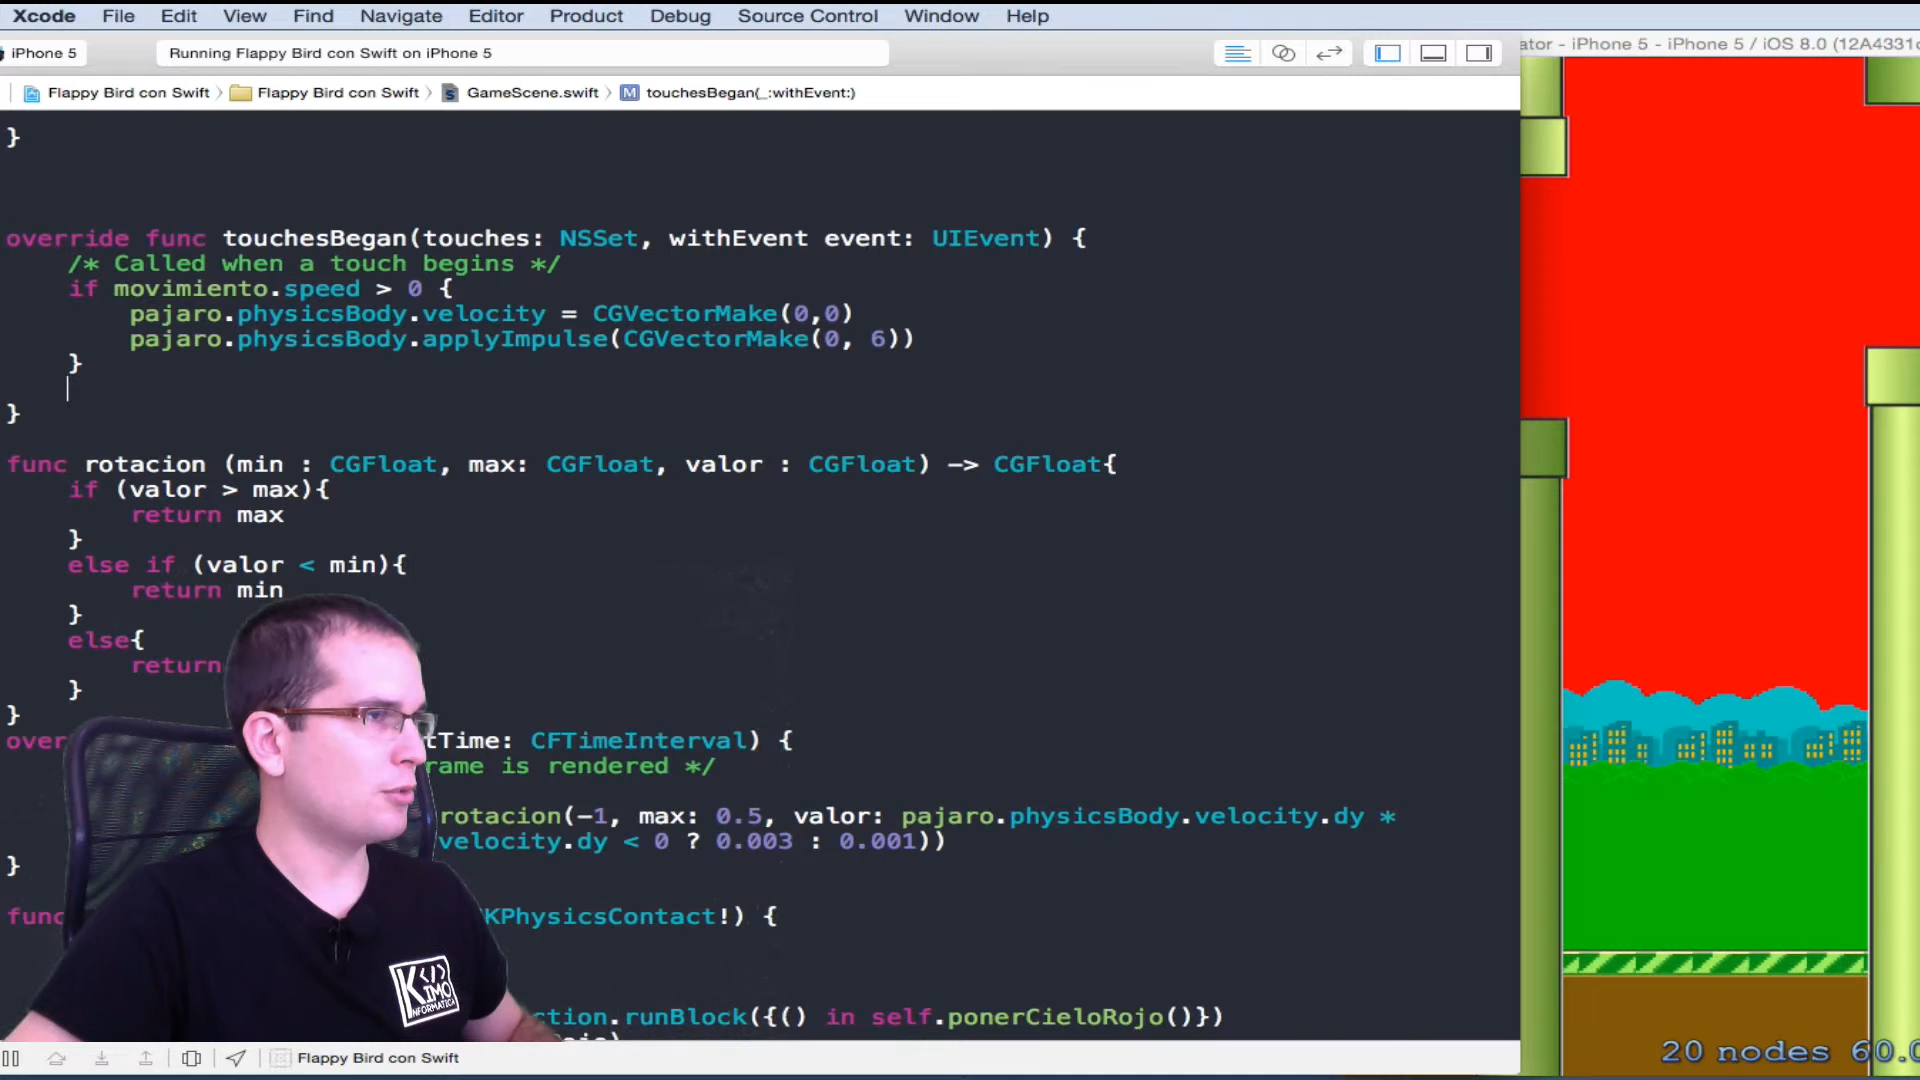 Xcode File Edit View Find Navigate Editor Product Debug Source Control Window Help
iPhone 5 Running Flappy Bird con Swift on iPhone 5
ator - iPhone 5 - iPhone 5 / iOS 8.0 (12A4331
Flappy Bird con Swift Flappy Bird con Swift GameScene.swift M touchesBegan(_:withEvent:)
}
override func touchesBegan(touches: NSSet, withEvent event: UIEvent) {
/* Called when a touch begins */
if movimiento.speed > 0 {
pajaro.physicsBody.velocity = CGVectorMake(0,0)
pajaro.physicsBody.applyImpulse(CGVectorMake(0, 6))
}
}
func rotacion (min : CGFloat, max: CGFloat, valor : CGFloat) -> CGFloat{
if (valor > max){
return max
}
else if (valor < min){
return min
}
else{
return
}
}
over tTime: CFTimeInterval) {
rame is rendered */
rotacion(-1, max: 0.5, valor: pajaro.physicsBody.velocity.dy *
velocity.dy < 0 ? 0.003 : 0.001))
}
func KPhysicsContact!) {
ction.runBlock({() in self.ponerCieloRojo()})
K</>IMO
INFORMATICA
Flappy Bird con Swift
20 nodes 60.0